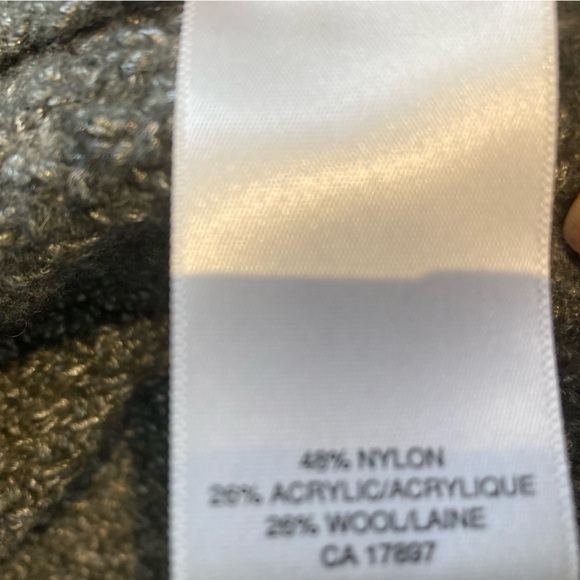 48% NYLON
26% ACRYLIC/ACRYLIQUE
26% WOOL/LAINE
CA 17897